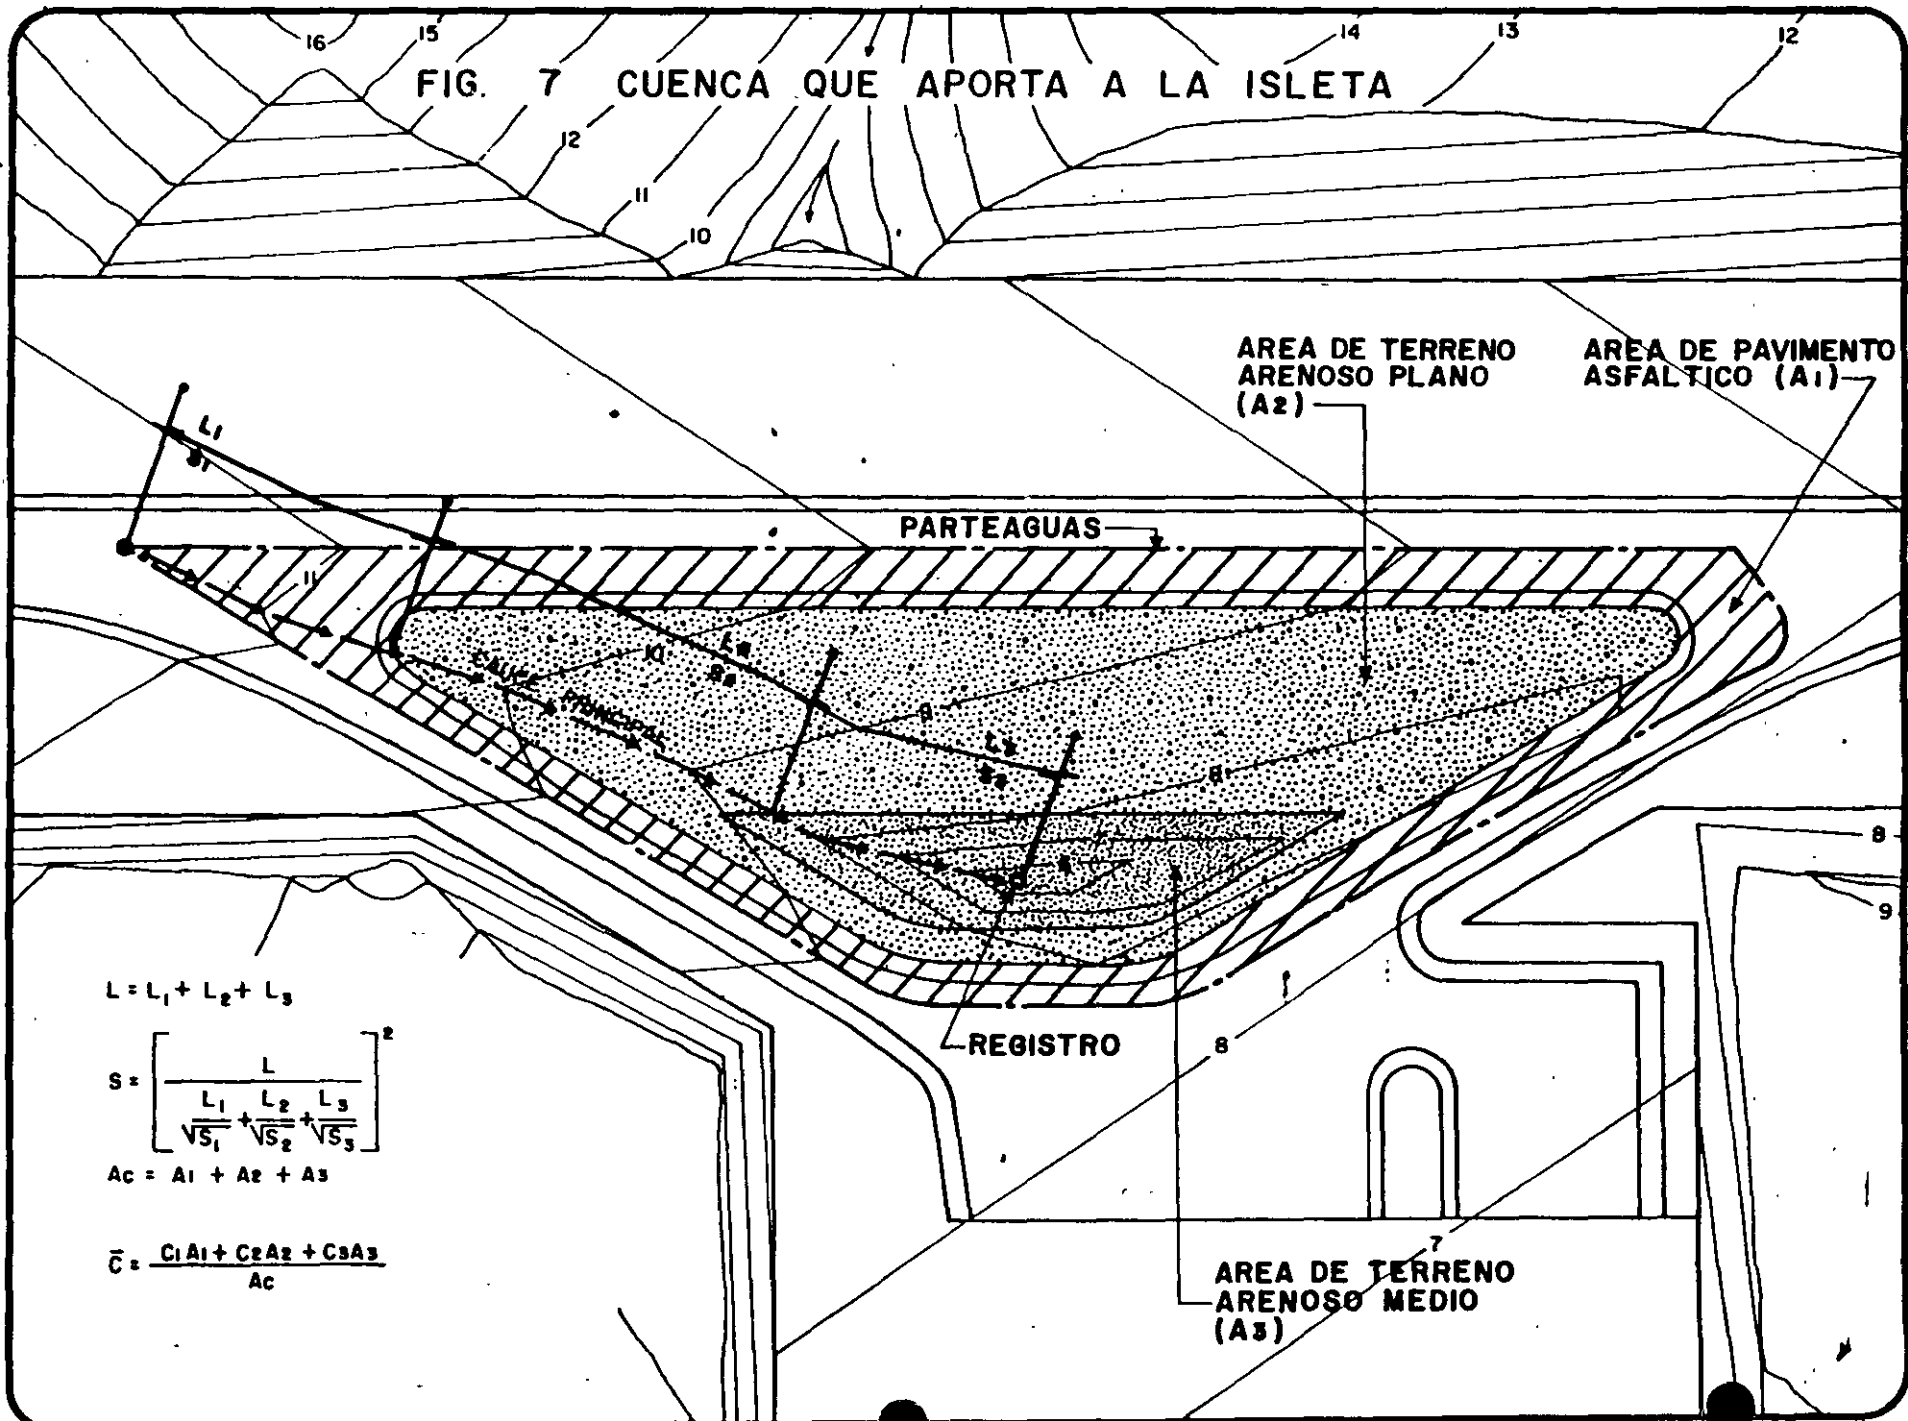 16
15
14
13
12
FIG. 7 CUENCA QUE APORTA A LA ISLETA
12
11
10
AREA DE TERRENO
ARENOSO PLANO
(A2)
AREA DE PAVIMENTO
ASFALTICO (A1)
L1
S1
PARTEAGUAS
11
L2
S2
10
CAUCE PRINCIPAL
9
L3
8
8
9
REGISTRO
8
L = L1 + L2 + L3
S = [ L / ( L1/√S1 + L2/√S2 + L3/√S3 ) ]2
Ac = A1 + A2 + A3
C̄ = C1A1 + C2A2 + C3A3 / Ac
7
AREA DE TERRENO
ARENOSO MEDIO
(A3)